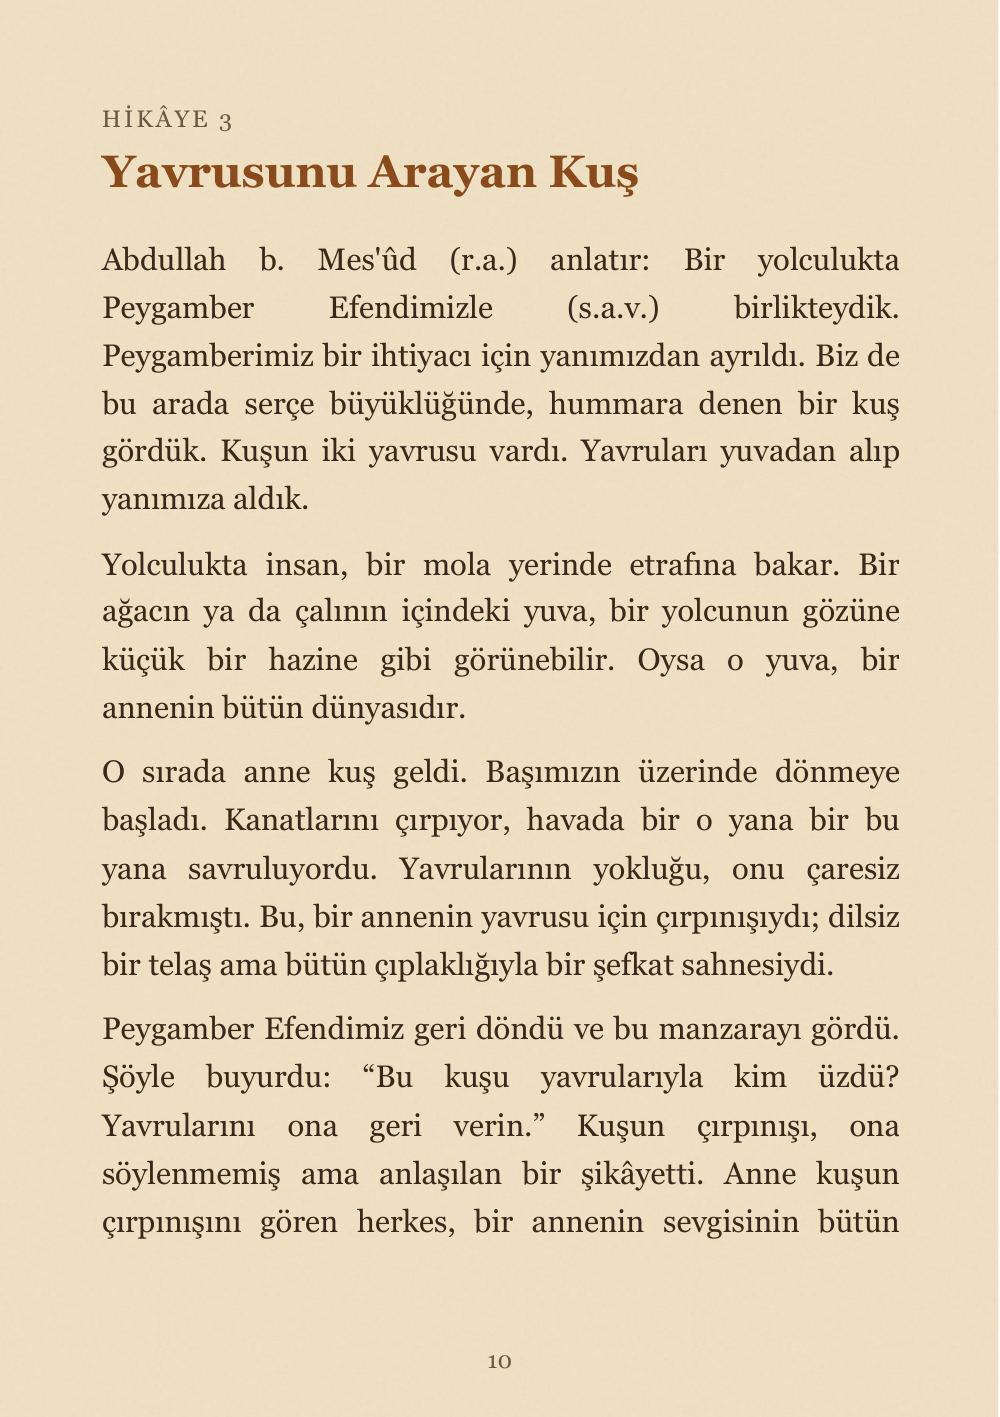 HİKÂYE 3
Yavrusunu Arayan Kuş
Abdullah b. Mes'ûd (r.a.) anlatır: Bir yolculukta
Peygamber Efendimizle (s.a.v.) birlikteydik.
Peygamberimiz bir ihtiyacı için yanımızdan ayrıldı. Biz de
bu arada serçe büyüklüğünde, hummara denen bir kuş
gördük. Kuşun iki yavrusu vardı. Yavruları yuvadan alıp
yanımıza aldık.
Yolculukta insan, bir mola yerinde etrafına bakar. Bir
ağacın ya da çalının içindeki yuva, bir yolcunun gözüne
küçük bir hazine gibi görünebilir. Oysa o yuva, bir
annenin bütün dünyasıdır.
O sırada anne kuş geldi. Başımızın üzerinde dönmeye
başladı. Kanatlarını çırpıyor, havada bir o yana bir bu
yana savruluyordu. Yavrularının yokluğu, onu çaresiz
bırakmıştı. Bu, bir annenin yavrusu için çırpınışıydı; dilsiz
bir telaş ama bütün çıplaklığıyla bir şefkat sahnesiydi.
Peygamber Efendimiz geri döndü ve bu manzarayı gördü.
Şöyle buyurdu: “Bu kuşu yavrularıyla kim üzdü?
Yavrularını ona geri verin.” Kuşun çırpınışı, ona
söylenmemiş ama anlaşılan bir şikâyetti. Anne kuşun
çırpınışını gören herkes, bir annenin sevgisinin bütün
10